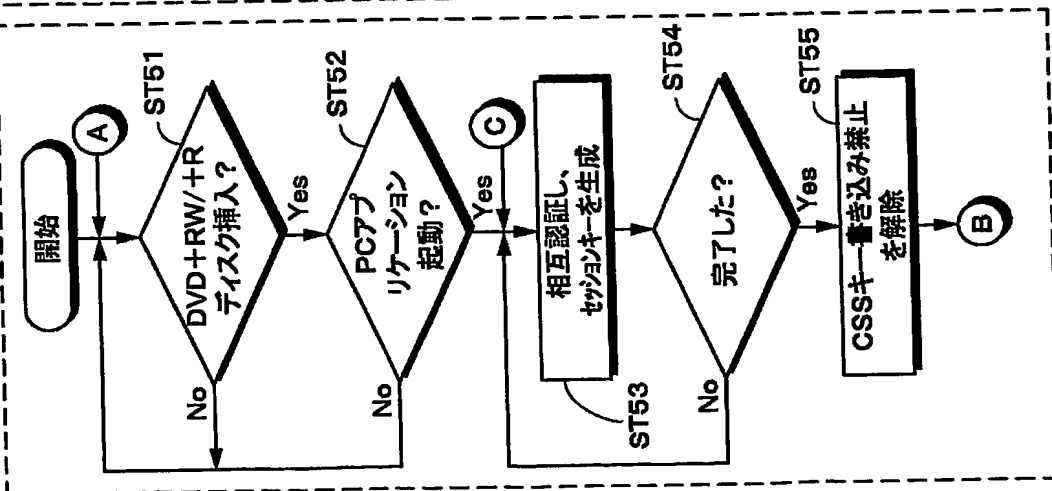 開始
A
ST51
DVD+RW/+R
ディスク挿入?
No
Yes
ST52
PCアプ
リケーション
起動?
No
Yes
C
相互認証し、
セッションキーを生成
ST53
ST54
完了した?
No
Yes
ST55
CSSキー書き込み禁止
を解除
B